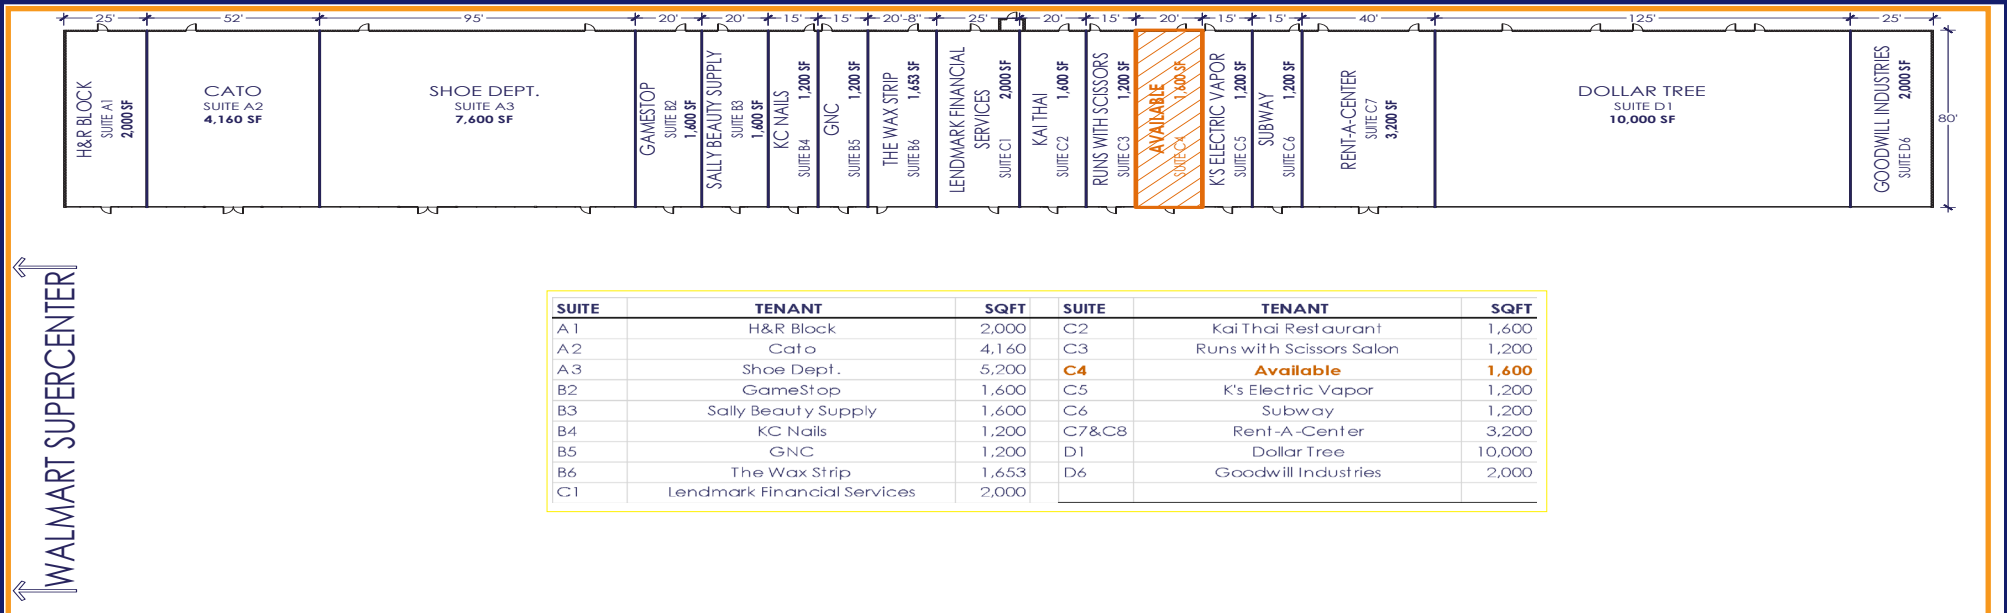 25' 52' 95' 20' 20' 15' 15' 20'-8" 25' 20' 15' 20' 15' 15' 40' 125' 25'
H&R BLOCK
SUITE A1
2,000 SF
CATO
SUITE A2
4,160 SF
SHOE DEPT.
SUITE A3
7,600 SF
GAMESTOP
SUITE B2
1,600 SF
SALLY BEAUTY SUPPLY
SUITE B3
1,600 SF
KC NAILS
SUITE B4 1,200 SF
GNC
SUITE B5 1,200 SF
THE WAX STRIP
SUITE B6 1,653 SF
LENDMARK FINANCIAL
SERVICES
SUITE C1 2,000 SF
KAI THAI
SUITE C2 1,600 SF
RUNS WITH SCISSORS
SUITE C3 1,200 SF
AVAILABLE
SUITE C4 1,600 SF
K'S ELECTRIC VAPOR
SUITE C5 1,200 SF
SUBWAY
SUITE C6 1,200 SF
RENT-A-CENTER
SUITE C7
3,200 SF
DOLLAR TREE
SUITE D1
10,000 SF
GOODWILL INDUSTRIES
SUITE D6 2,000 SF
80'
WALMART SUPERCENTER
SUITE TENANT SQFT SUITE TENANT SQFT
A1 H&R Block 2,000 C2 Kai Thai Restaurant 1,600
A2 Cato 4,160 C3 Runs with Scissors Salon 1,200
A3 Shoe Dept. 5,200 C4 Available 1,600
B2 GameStop 1,600 C5 K's Electric Vapor 1,200
B3 Sally Beauty Supply 1,600 C6 Subway 1,200
B4 KC Nails 1,200 C7&C8 Rent-A-Center 3,200
B5 GNC 1,200 D1 Dollar Tree 10,000
B6 The Wax Strip 1,653 D6 Goodwill Industries 2,000
C1 Lendmark Financial Services 2,000